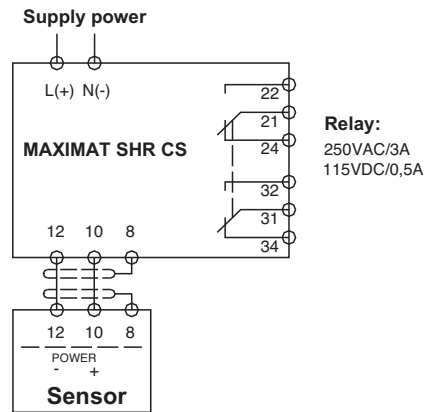 Supply power
L(+) N(-)
22
21
MAXIMAT SHR CS
24
Relay:
250VAC/3A
115VDC/0,5A
32
31
34
12 10 8
12 10 8
POWER
- +
Sensor